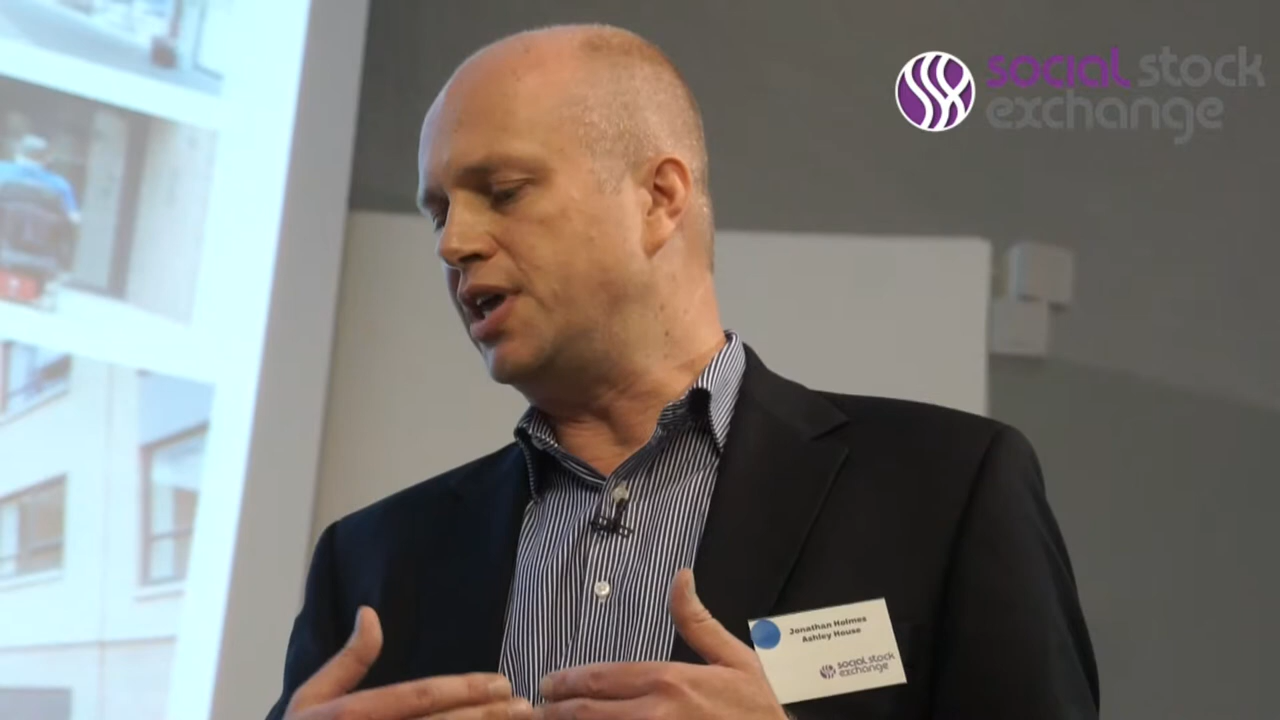 social stock
exchange
Jonathan Holmes
Ashley House
social stock
exchange